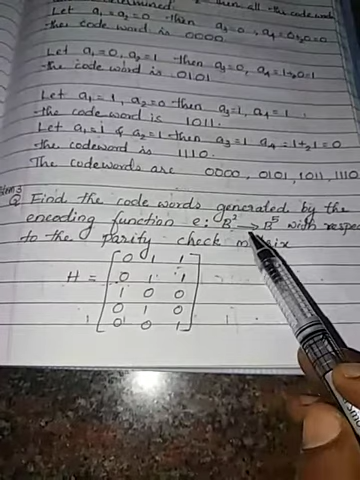 then all the code words
Let a₁ = a₂ = 0 then a₃ = 0, a₄ = 0+0 = 0
the code word is 0000.
Let a₁ = 0, a₂ = 1 then a₃ = 0, a₄ = 1+0 = 1
the code word is 0101
Let a₁ = 1, a₂ = 0 then a₃ = 1, a₄ = 1
the code word is 1011.
Let a₁ = 1 & a₂ = 1 then a₃ = 1 a₄ = 1+1 = 0
the codeword is 1110.
The codewords are 0000, 0101, 1011, 1110
Q Find the code words generated by the
encoding function e: B² → B⁵ with
to the parity check matrix
H = [0 1 1
0 1 1
1 0 0
0 1 0
0 0 1]